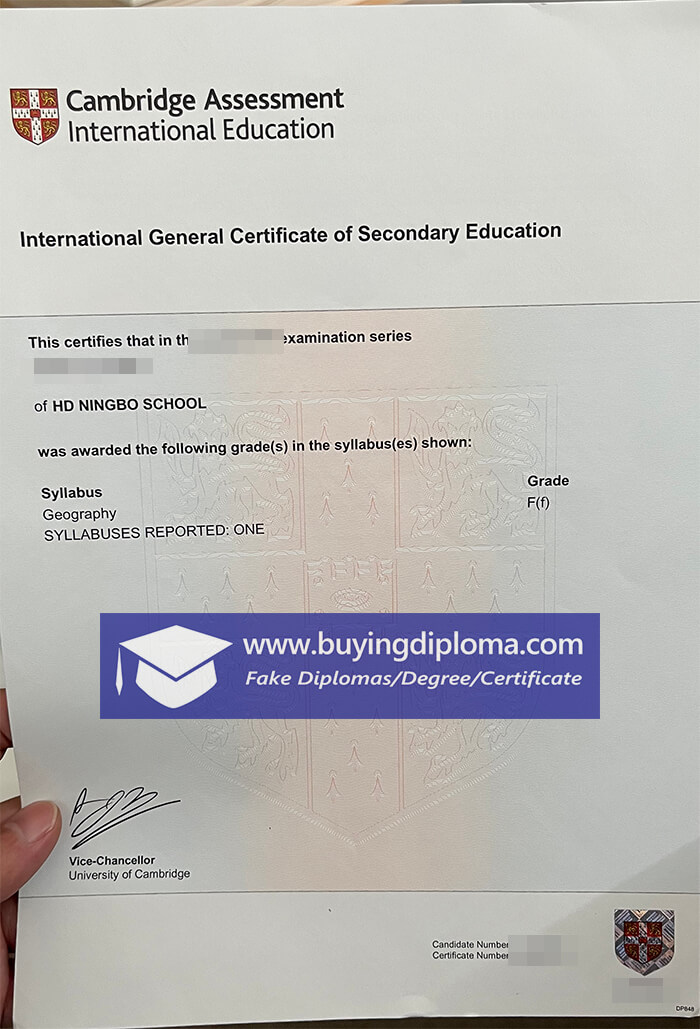 Cambridge Assessment
International Education
International General Certificate of Secondary Education
This certifies that in th examination series
of HD NINGBO SCHOOL
was awarded the following grade(s) in the syllabus(es) shown:
Syllabus Grade
Geography F(f)
SYLLABUSES REPORTED: ONE
www.buyingdiploma.com
Fake Diplomas/Degree/Certificate
Vice-Chancellor
University of Cambridge
Candidate Number
Certificate Number
DP848